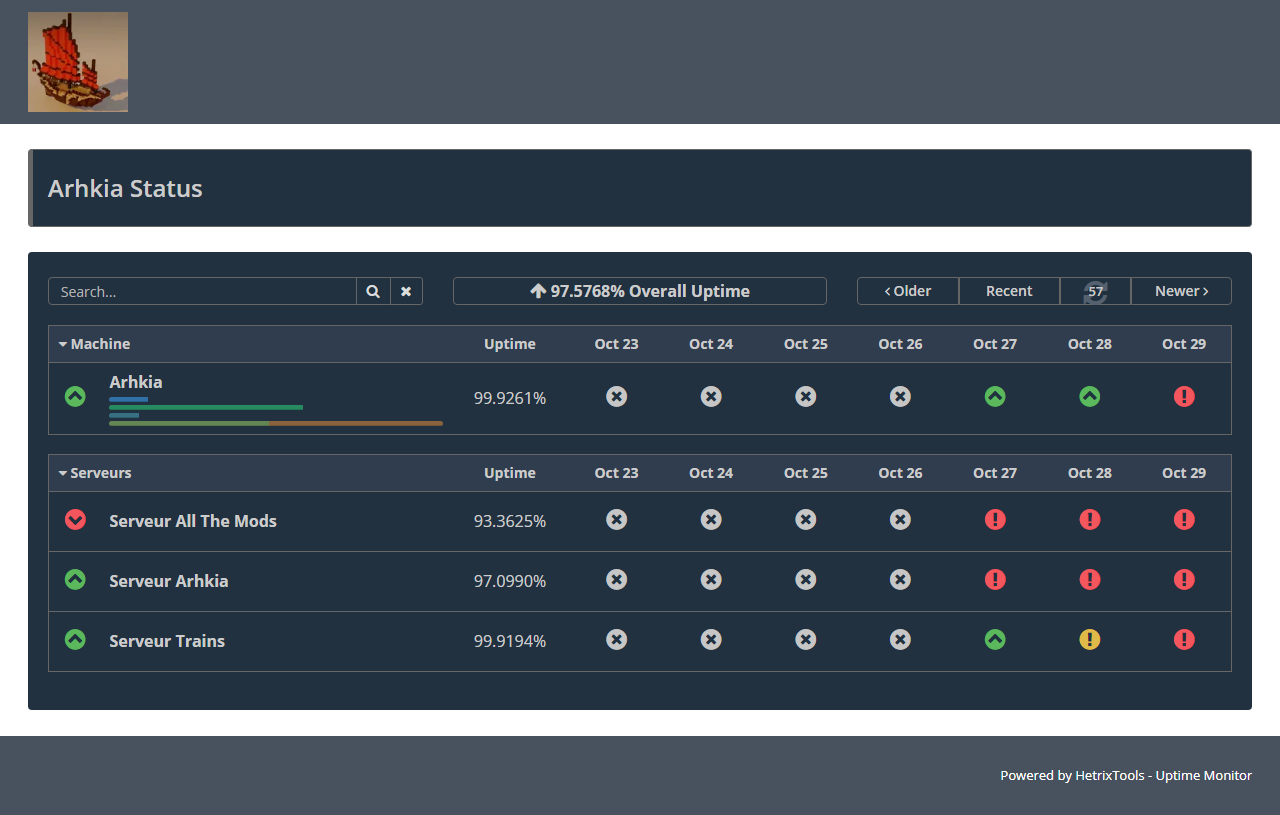 Arhkia Status
Search...
97.5768% Overall Uptime
Older
Recent
57
Newer
Machine Uptime Oct 23 Oct 24 Oct 25 Oct 26 Oct 27 Oct 28 Oct 29
Arhkia 99.9261%
Serveurs Uptime Oct 23 Oct 24 Oct 25 Oct 26 Oct 27 Oct 28 Oct 29
Serveur All The Mods 93.3625%
Serveur Arhkia 97.0990%
Serveur Trains 99.9194%
Powered by HetrixTools - Uptime Monitor